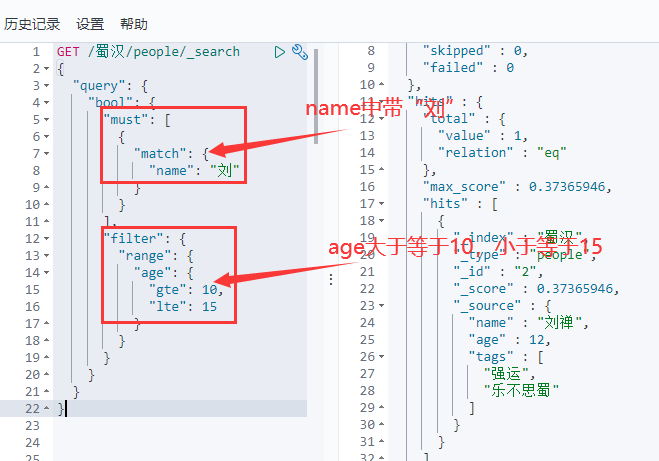 历史记录 设置 帮助
1 GET /蜀汉/people/_search
2 {
3 "query": {
4 "bool": {
5 "must": [
6 {
7 "match": {
8 "name": "刘"
9 }
10 }
11 ],
12 "filter": {
13 "range": {
14 "age": {
15 "gte": 10,
16 "lte": 15
17 }
18 }
19 }
20 }
21 }
22 }
23
24
25
name中带 “刘”
age大于等于10，小于等于15
8 "skipped" : 0,
9 "failed" : 0
10 },
11 "hits" : {
12 "total" : {
13 "value" : 1,
14 "relation" : "eq"
15 },
16 "max_score" : 0.37365946,
17 "hits" : [
18 {
19 "_index" : "蜀汉",
20 "_type" : "people",
21 "_id" : "2",
22 "_score" : 0.37365946,
23 "_source" : {
24 "name" : "刘禅",
25 "age" : 12,
26 "tags" : [
27 "强运",
28 "乐不思蜀"
29 ]
30 }
31 }
32 ]